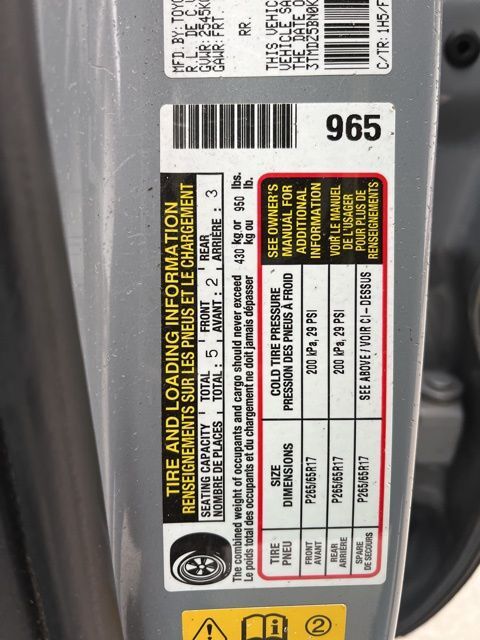 MFD.BY: TOYO
R.L. DE C.V
GVWR: 2545K
GAWR: FRT.
RR.
THIS VEHIC
VEHICLE SA
THE DATE O
3TMDZ5BN0K
C/TR: 1H5/F
965
TIRE AND LOADING INFORMATION
RENSEIGNEMENTS SUR LES PNEUS ET LE CHARGEMENT
SEATING CAPACITY TOTAL FRONT REAR
NOMBRE DE PLACES TOTAL : 5 AVANT : 2 ARRIÈRE : 3
The combined weight of occupants and cargo should never exceed 430 kg or 950 lbs.
Le poids total des occupants et du chargement ne doit jamais dépasser kg ou lb.
TIRE SIZE COLD TIRE PRESSURE SEE OWNER'S
PNEU DIMENSIONS PRESSION DES PNEUS À FROID MANUAL FOR
ADDITIONAL
INFORMATION
FRONT
AVANT P265/65R17 200 kPa, 29 PSI
REAR
ARRIÈRE P265/65R17 200 kPa, 29 PSI
VOIR LE MANUEL
DE L'USAGER
POUR PLUS DE
RENSEIGNEMENTS
SPARE
DE SECOURS P265/65R17 SEE ABOVE / VOIR CI-DESSUS
2